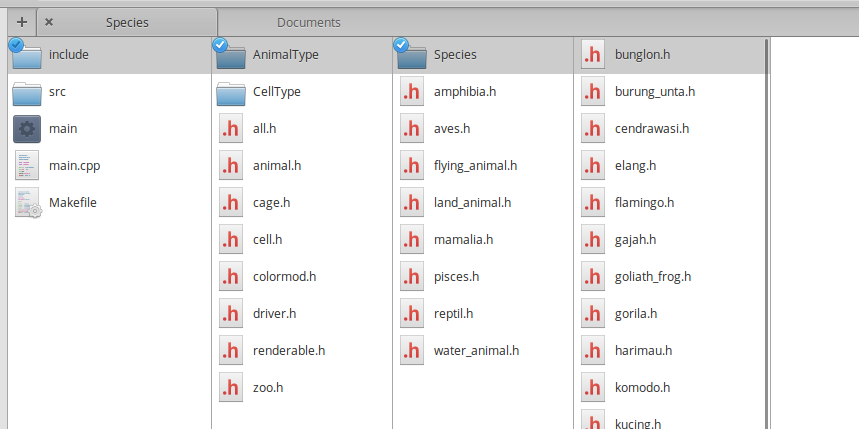 + × Species Documents
include
src
main
main.cpp
Makefile
AnimalType
CellType
.h all.h
.h animal.h
.h cage.h
.h cell.h
.h colormod.h
.h driver.h
.h renderable.h
.h zoo.h
Species
.h amphibia.h
.h aves.h
.h flying_animal.h
.h land_animal.h
.h mamalia.h
.h pisces.h
.h reptil.h
.h water_animal.h
.h bunglon.h
.h burung_unta.h
.h cendrawasi.h
.h elang.h
.h flamingo.h
.h gajah.h
.h goliath_frog.h
.h gorila.h
.h harimau.h
.h komodo.h
kucing.h